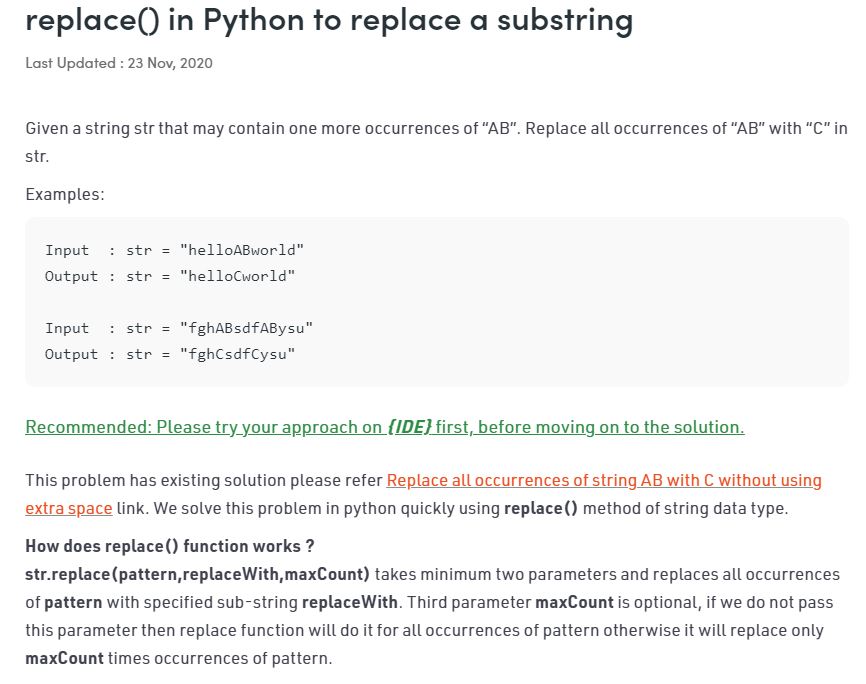 replace() in Python to replace a substring
Last Updated : 23 Nov, 2020
Given a string str that may contain one more occurrences of “AB”. Replace all occurrences of “AB” with “C” in
str.
Examples:
Input  : str = "helloABworld"
Output : str = "helloCworld"
Input  : str = "fghABsdfABysu"
Output : str = "fghCsdfCysu"
Recommended: Please try your approach on {IDE} first, before moving on to the solution.
This problem has existing solution please refer Replace all occurrences of string AB with C without using
extra space link. We solve this problem in python quickly using replace() method of string data type.
How does replace() function works ?
str.replace(pattern,replaceWith,maxCount) takes minimum two parameters and replaces all occurrences
of pattern with specified sub-string replaceWith. Third parameter maxCount is optional, if we do not pass
this parameter then replace function will do it for all occurrences of pattern otherwise it will replace only
maxCount times occurrences of pattern.